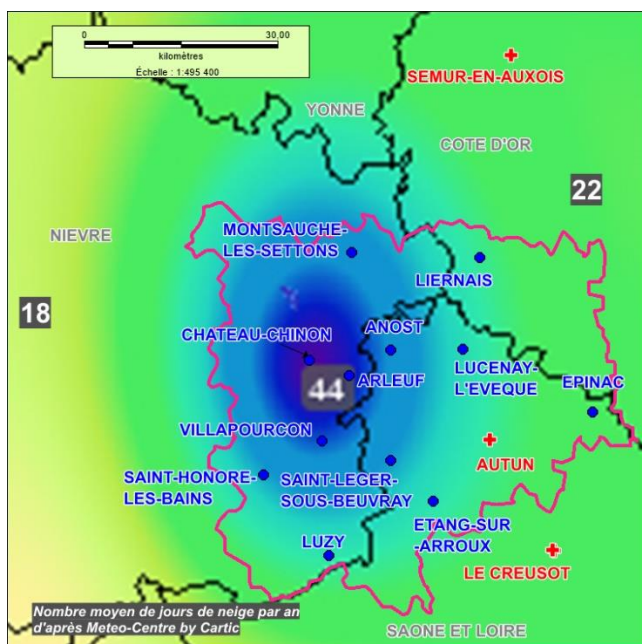 0 30,00
kilomètres
Échelle : 1:495 400
SEMUR-EN-AUXOIS
YONNE
COTE D'OR
22
NIEVRE
MONTSAUCHE-
LES-SETTONS
LIERNAIS
18
CHATEAU-CHINON
ANOST
44
ARLEUF
LUCENAY-
L'EVEQUE
EPINAC
VILLAPOURCON
AUTUN
SAINT-HONORE-
LES-BAINS
SAINT-LEGER-
SOUS-BEUVRAY
ETANG-SUR
-ARROUX
LUZY
LE CREUSOT
Nombre moyen de jours de neige par an
d'après Meteo-Centre by Cartic
SAONE ET LOIRE